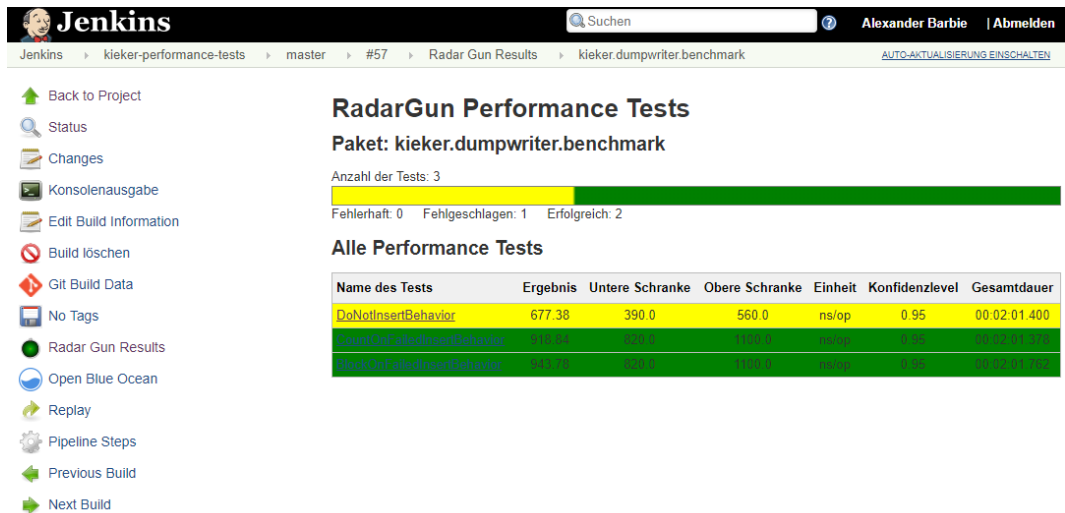 Jenkins Suchen Alexander Barbie | Abmelden
Jenkins kieker-performance-tests master #57 Radar Gun Results kieker.dumpwriter.benchmark AUTO-AKTUALISIERUNG EINSCHALTEN
Back to Project
Status
Changes
Konsolenausgabe
Edit Build Information
Build löschen
Git Build Data
No Tags
Radar Gun Results
Open Blue Ocean
Replay
Pipeline Steps
Previous Build
Next Build
RadarGun Performance Tests
Paket: kieker.dumpwriter.benchmark
Anzahl der Tests: 3
Fehlerhaft: 0 Fehlgeschlagen: 1 Erfolgreich: 2
Alle Performance Tests
Name des Tests Ergebnis Untere Schranke Obere Schranke Einheit Konfidenzlevel Gesamtdauer
DoNotInsertBehavior 677.38 390.0 560.0 ns/op 0.95 00:02:01.400
CountOnFailedInsertBehavior 918.84 820.0 1100.0 ns/op 0.95 00:02:01.378
BlockOnFailedInsertBehavior 943.78 820.0 1100.0 ns/op 0.95 00:02:01.762